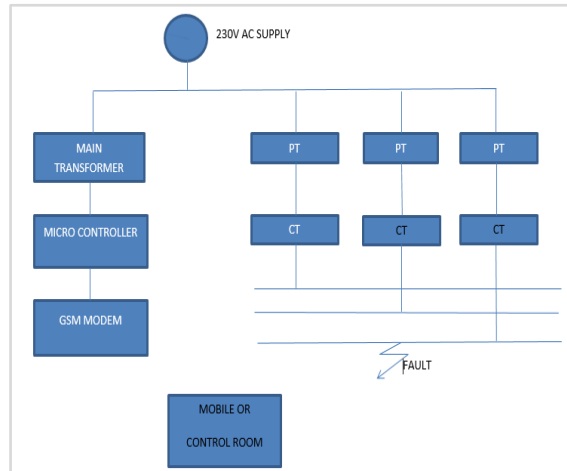 230V AC SUPPLY
MAIN
TRANSFORMER
PT
PT
PT
MICRO CONTROLLER
CT
CT
CT
GSM MODEM
FAULT
MOBILE OR
CONTROL ROOM